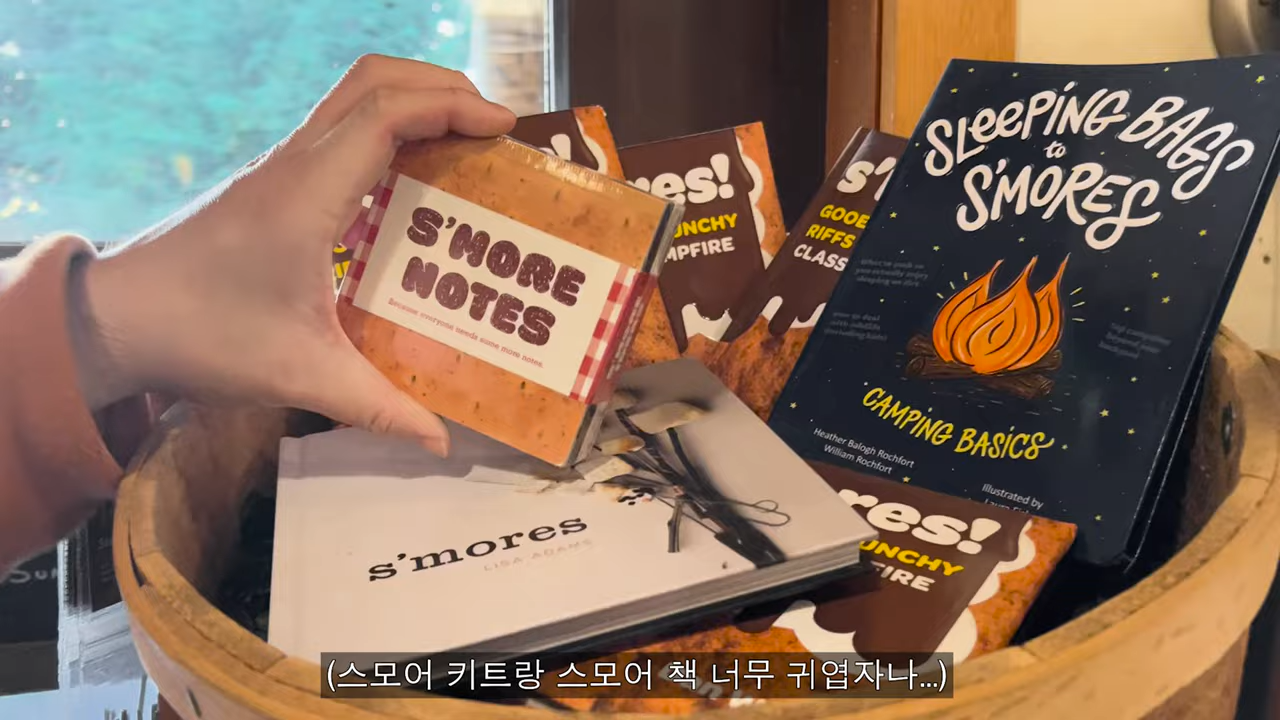 S'MORE
NOTES
Because everyone needs some more notes.
res!
UNCHY
MPFIRE
s'
GOOE
RIFFS
CLASS
SLeePiNG BAGS
to
S'MORES
CAMPiNG BASiCS
Heather Balogh Rochfort
William Rochfort
Illustrated by
s'mores
LISA ADAMS
res!
UNCHY
FIRE
(스모어 키트랑 스모어 책 너무 귀엽자나...)